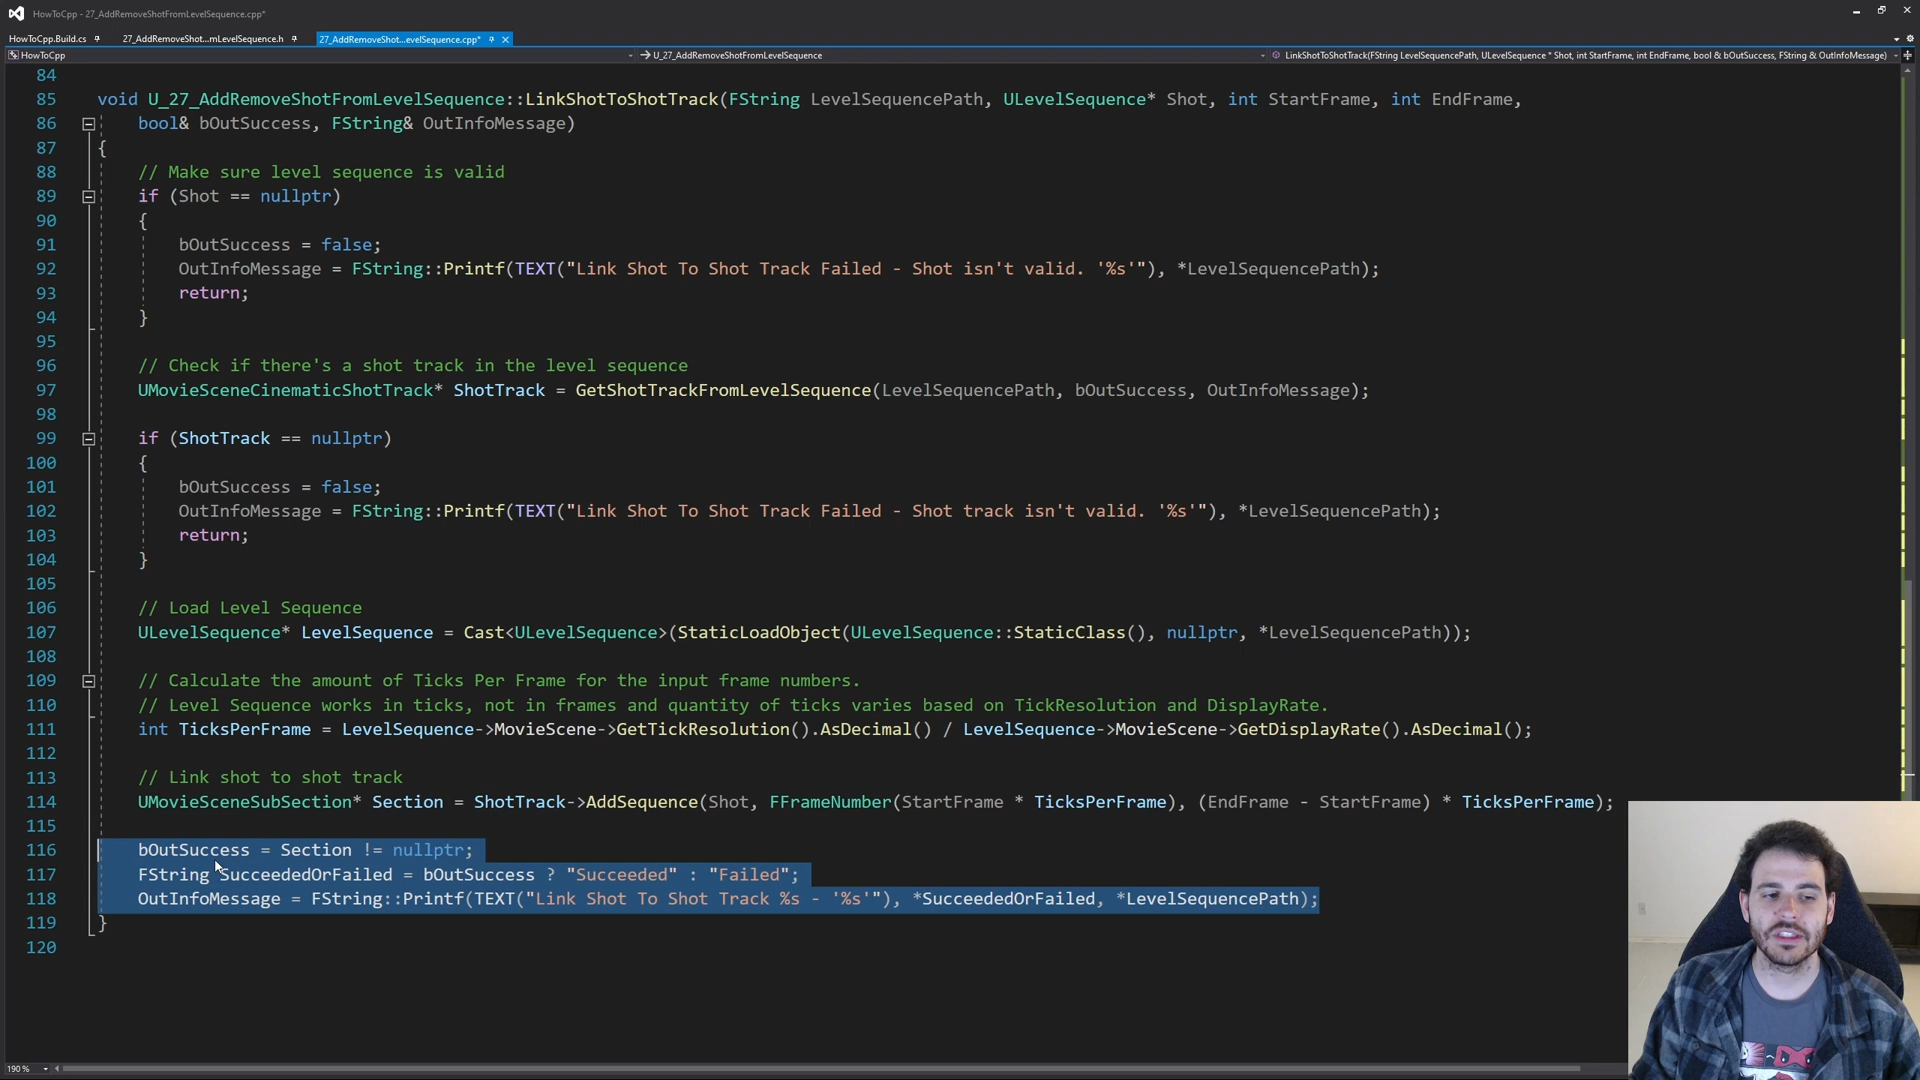 HowToCpp - 27_AddRemoveShotFromLevelSequence.cpp*
HowToCpp.Build.cs 27_AddRemoveShot...mLevelSequence.h 27_AddRemoveShot...evelSequence.cpp*
HowToCpp U_27_AddRemoveShotFromLevelSequence LinkShotToShotTrack(FString LevelSequencePath, ULevelSequence * Shot, int StartFrame, int EndFrame, bool & bOutSuccess, FString & OutInfoMessage)
84
85 void U_27_AddRemoveShotFromLevelSequence::LinkShotToShotTrack(FString LevelSequencePath, ULevelSequence* Shot, int StartFrame, int EndFrame,
86 bool& bOutSuccess, FString& OutInfoMessage)
87 {
88 // Make sure level sequence is valid
89 if (Shot == nullptr)
90 {
91 bOutSuccess = false;
92 OutInfoMessage = FString::Printf(TEXT("Link Shot To Shot Track Failed - Shot isn't valid. '%s'"), *LevelSequencePath);
93 return;
94 }
95
96 // Check if there's a shot track in the level sequence
97 UMovieSceneCinematicShotTrack* ShotTrack = GetShotTrackFromLevelSequence(LevelSequencePath, bOutSuccess, OutInfoMessage);
98
99 if (ShotTrack == nullptr)
100 {
101 bOutSuccess = false;
102 OutInfoMessage = FString::Printf(TEXT("Link Shot To Shot Track Failed - Shot track isn't valid. '%s'"), *LevelSequencePath);
103 return;
104 }
105
106 // Load Level Sequence
107 ULevelSequence* LevelSequence = Cast<ULevelSequence>(StaticLoadObject(ULevelSequence::StaticClass(), nullptr, *LevelSequencePath));
108
109 // Calculate the amount of Ticks Per Frame for the input frame numbers.
110 // Level Sequence works in ticks, not in frames and quantity of ticks varies based on TickResolution and DisplayRate.
111 int TicksPerFrame = LevelSequence->MovieScene->GetTickResolution().AsDecimal() / LevelSequence->MovieScene->GetDisplayRate().AsDecimal();
112
113 // Link shot to shot track
114 UMovieSceneSubSection* Section = ShotTrack->AddSequence(Shot, FFrameNumber(StartFrame * TicksPerFrame), (EndFrame - StartFrame) * TicksPerFrame);
115
116 bOutSuccess = Section != nullptr;
117 FString SucceededOrFailed = bOutSuccess ? "Succeeded" : "Failed";
118 OutInfoMessage = FString::Printf(TEXT("Link Shot To Shot Track %s - '%s'"), *SucceededOrFailed, *LevelSequencePath);
119 }
120
190 %